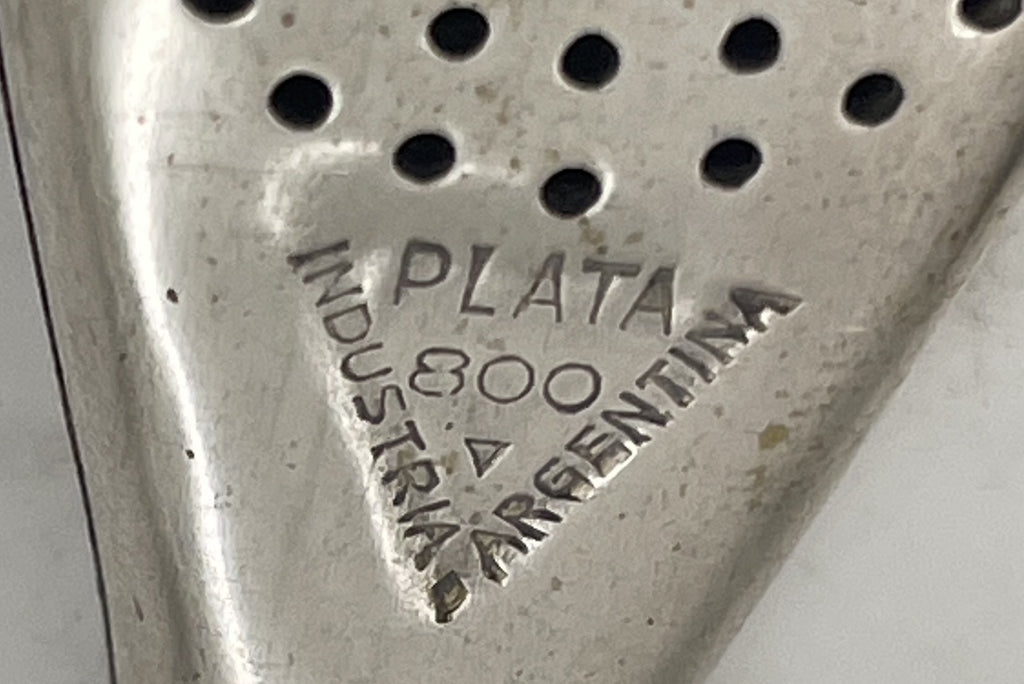 PLATA
800
INDUSTRIA
ARGENTINA